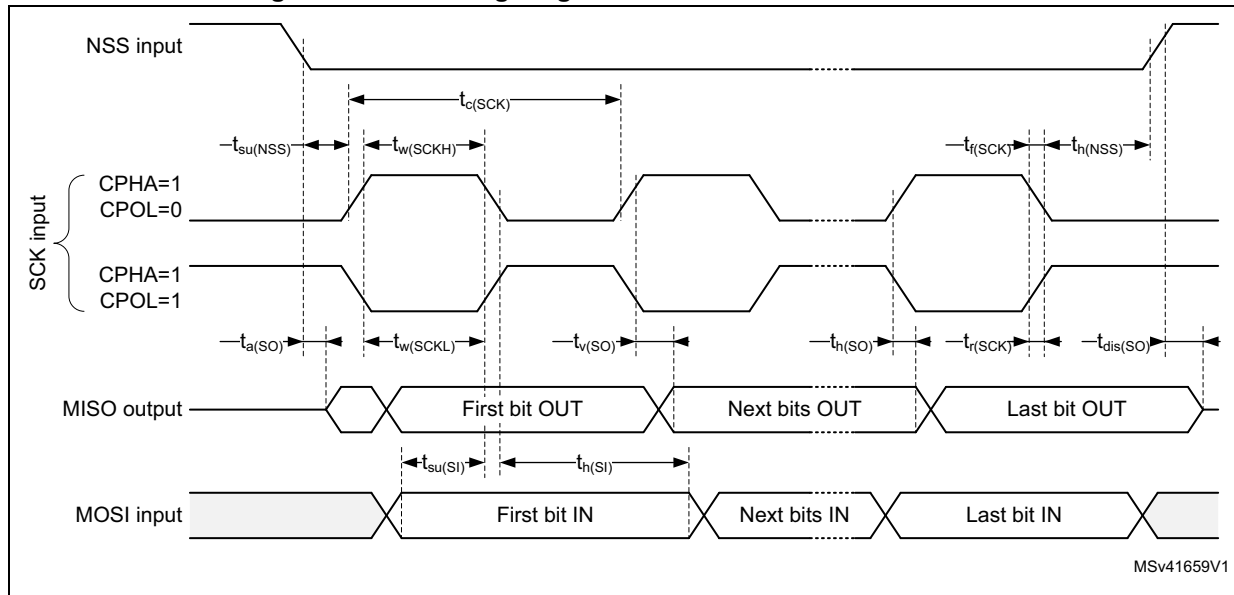 NSS input
tc(SCK)
tsu(NSS)
tw(SCKH)
tf(SCK)
th(NSS)
SCK input
CPHA=1
CPOL=0
CPHA=1
CPOL=1
ta(SO)
tw(SCKL)
tv(SO)
th(SO)
tr(SCK)
tdis(SO)
MISO output
First bit OUT
Next bits OUT
Last bit OUT
tsu(SI)
th(SI)
MOSI input
First bit IN
Next bits IN
Last bit IN
MSv41659V1